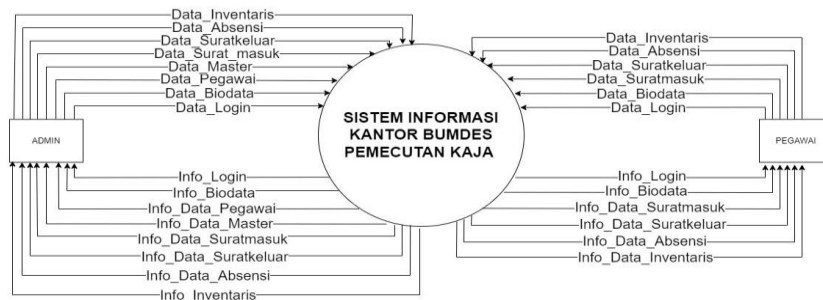 Data_Inventaris
Data_Absensi
Data_Suratkeluar
Data_Surat_masuk
Data_Master
Data_Pegawai
Data_Biodata
Data_Login
ADMIN
Info_Login
Info_Biodata
Info_Data_Pegawai
Info_Data_Master
Info_Data_Suratmasuk
Info_Data_Suratkeluar
Info_Data_Absensi
Info_Inventaris
SISTEM INFORMASI
KANTOR BUMDES
PEMECUTAN KAJA
Data_Inventaris
Data_Absensi
Data_Suratkeluar
Data_Suratmasuk
Data_Biodata
Data_Login
PEGAWAI
Info_Login
Info_Biodata
Info_Data_Suratmasuk
Info_Data_Suratkeluar
Info_Data_Absensi
Info_Data_Inventaris